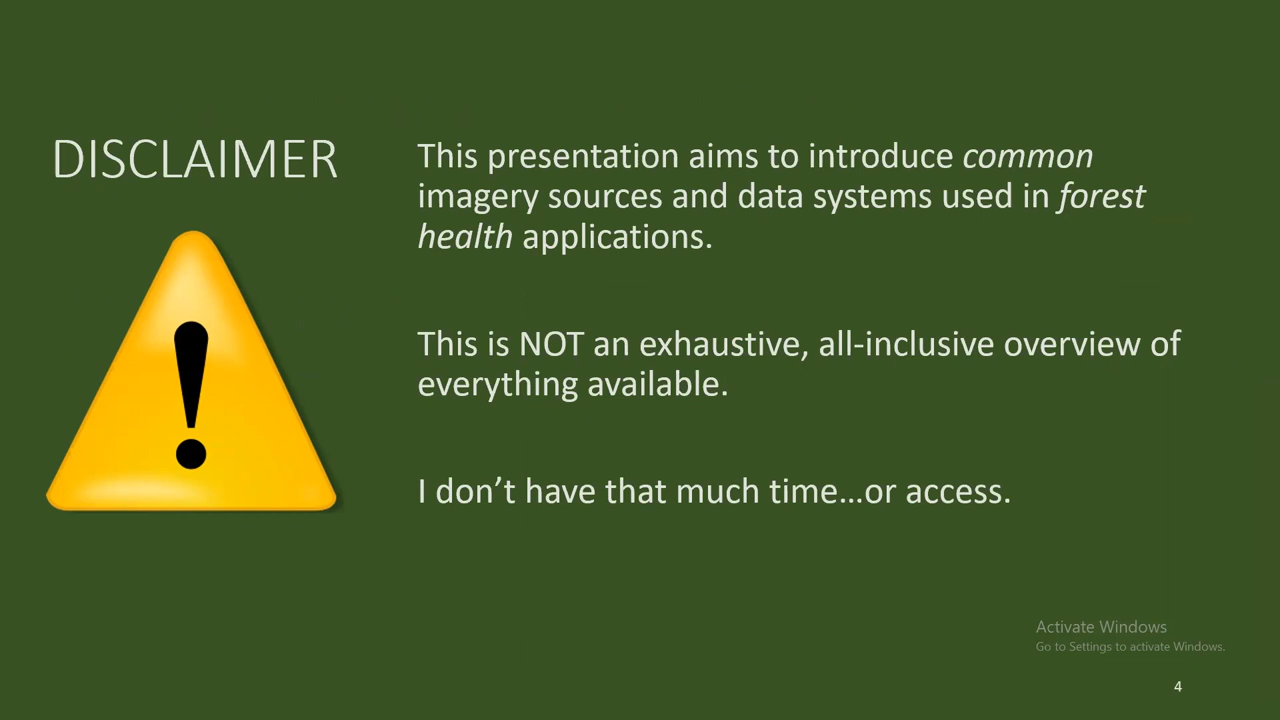 DISCLAIMER
This presentation aims to introduce common
imagery sources and data systems used in forest
health applications.
This is NOT an exhaustive, all-inclusive overview of
everything available.
I don’t have that much time…or access.
Activate Windows
Go to Settings to activate Windows.
4